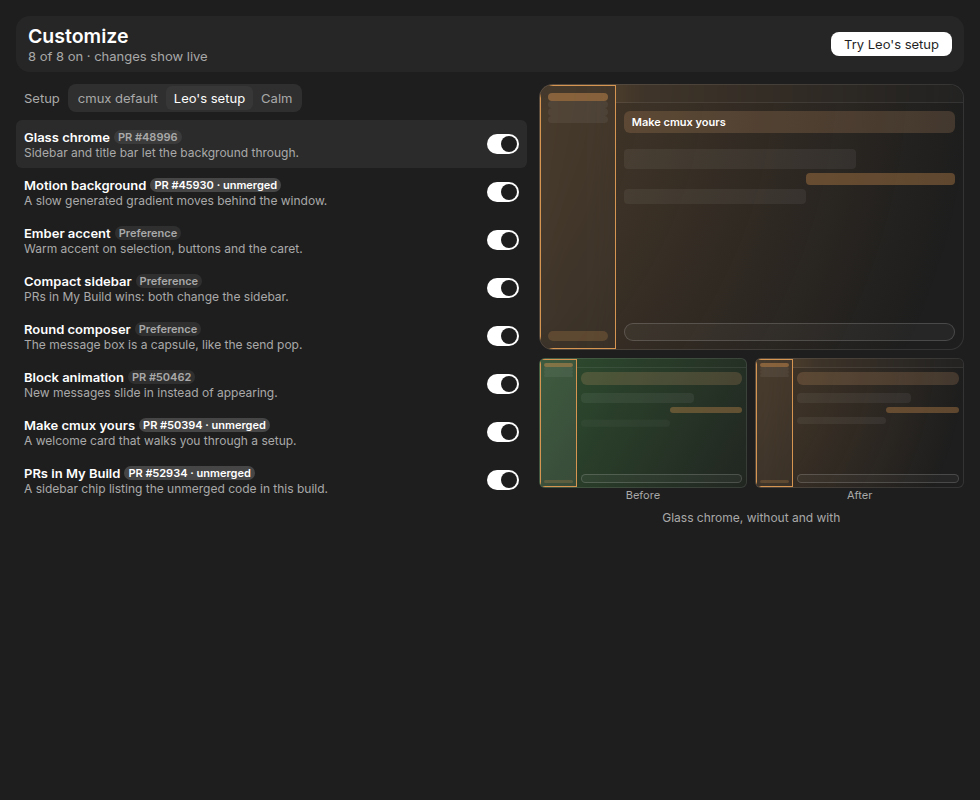 Customize
8 of 8 on · changes show live
Try Leo's setup
Setup
cmux default
Leo's setup
Calm
Glass chrome PR #48996
Sidebar and title bar let the background through.
Motion background PR #45930 · unmerged
A slow generated gradient moves behind the window.
Ember accent Preference
Warm accent on selection, buttons and the caret.
Compact sidebar Preference
PRs in My Build wins: both change the sidebar.
Round composer Preference
The message box is a capsule, like the send pop.
Block animation PR #50462
New messages slide in instead of appearing.
Make cmux yours PR #50394 · unmerged
A welcome card that walks you through a setup.
PRs in My Build PR #52934 · unmerged
A sidebar chip listing the unmerged code in this build.
Make cmux yours
Before
After
Glass chrome, without and with